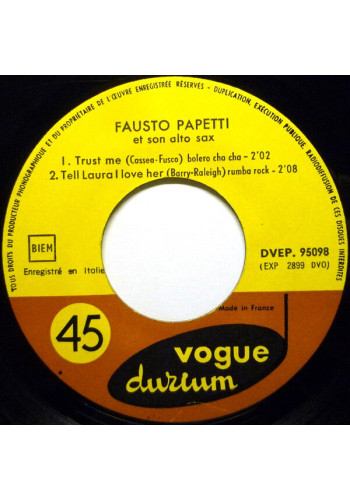 TOUS DROITS DU PRODUCTEUR PHONOGRAPHIQUE ET DU PROPRIÉTAIRE DE L'ŒUVRE ENREGISTRÉE RÉSERVÉS - DUPLICATION, EXÉCUTION PUBLIQUE, RADIODIFFUSION DE CES DISQUES INTERDITES
FAUSTO PAPETTI
et son alto sax
1. Trust me (Cassea-Fusco) bolero cha cha - 2'02
2. Tell Laura I love her (Barry-Raleigh) rumba rock - 2'08
BIEM
DVEP. 95098
Enregistré en Italie
(EXP 2899 DVO)
Made in France
45
vogue
durium